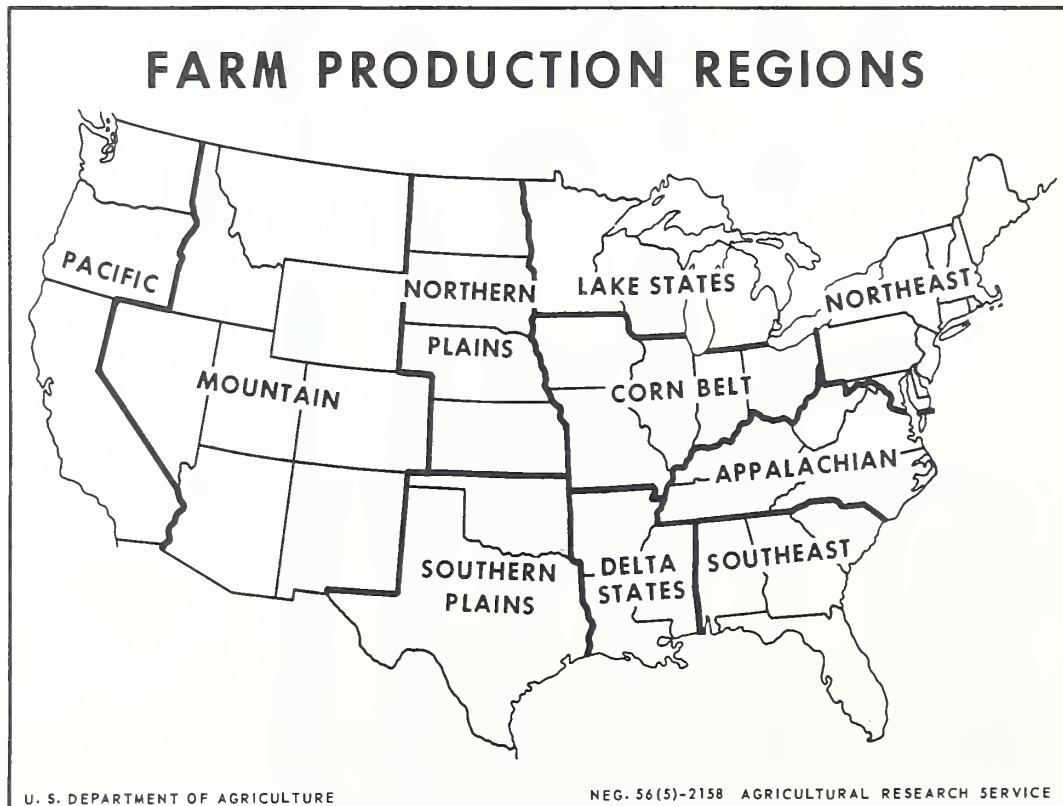 FARM PRODUCTION REGIONS
PACIFIC
NORTHERN
PLAINS
LAKE STATES
NORTHEAST
MOUNTAIN
CORN BELT
APPALACHIAN
SOUTHERN
PLAINS
DELTA
STATES
SOUTHEAST
U. S. DEPARTMENT OF AGRICULTURE
NEG. 56(5)-2158 AGRICULTURAL RESEARCH SERVICE